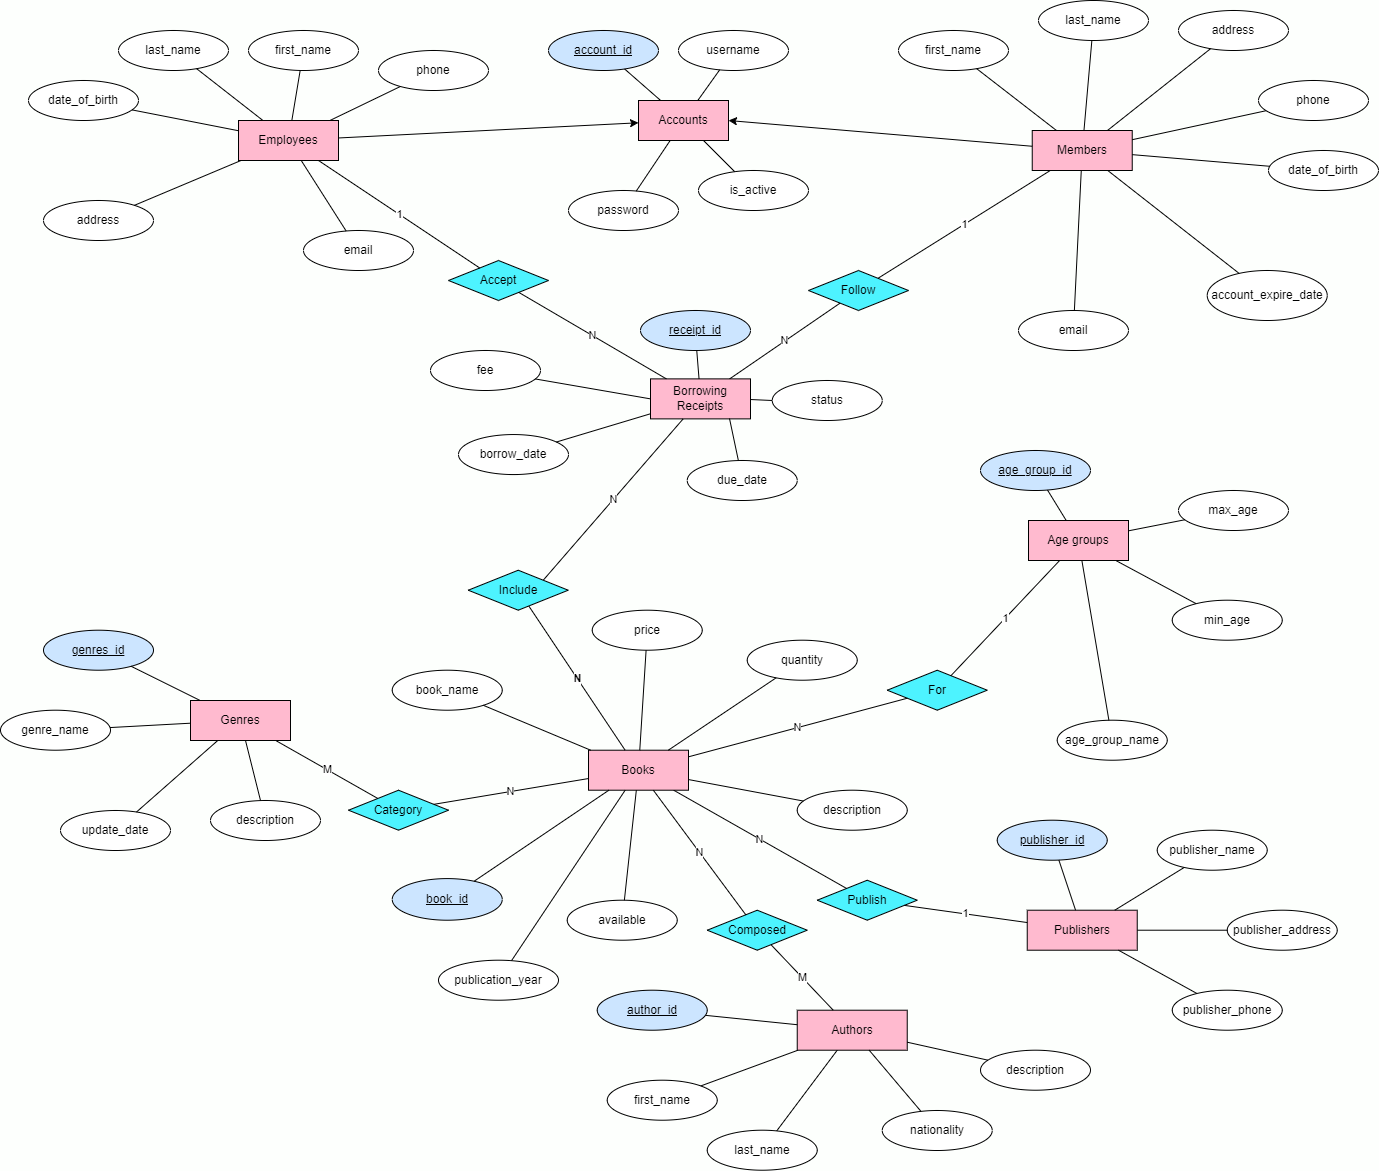 last_name
first_name
phone
date_of_birth
Employees
address
email
account_id
username
Accounts
password
is_active
first_name
last_name
address
phone
Members
date_of_birth
account_expire_date
email
1
Accept
N
1
Follow
N
receipt_id
fee
Borrowing
Receipts
status
borrow_date
due_date
N
Include
N
age_group_id
max_age
Age groups
min_age
age_group_name
1
For
N
genres_id
genre_name
Genres
update_date
description
M
Category
N
price
quantity
book_name
Books
description
book_id
available
publication_year
N
Composed
M
N
Publish
1
publisher_id
publisher_name
Publishers
publisher_address
publisher_phone
author_id
Authors
description
first_name
last_name
nationality